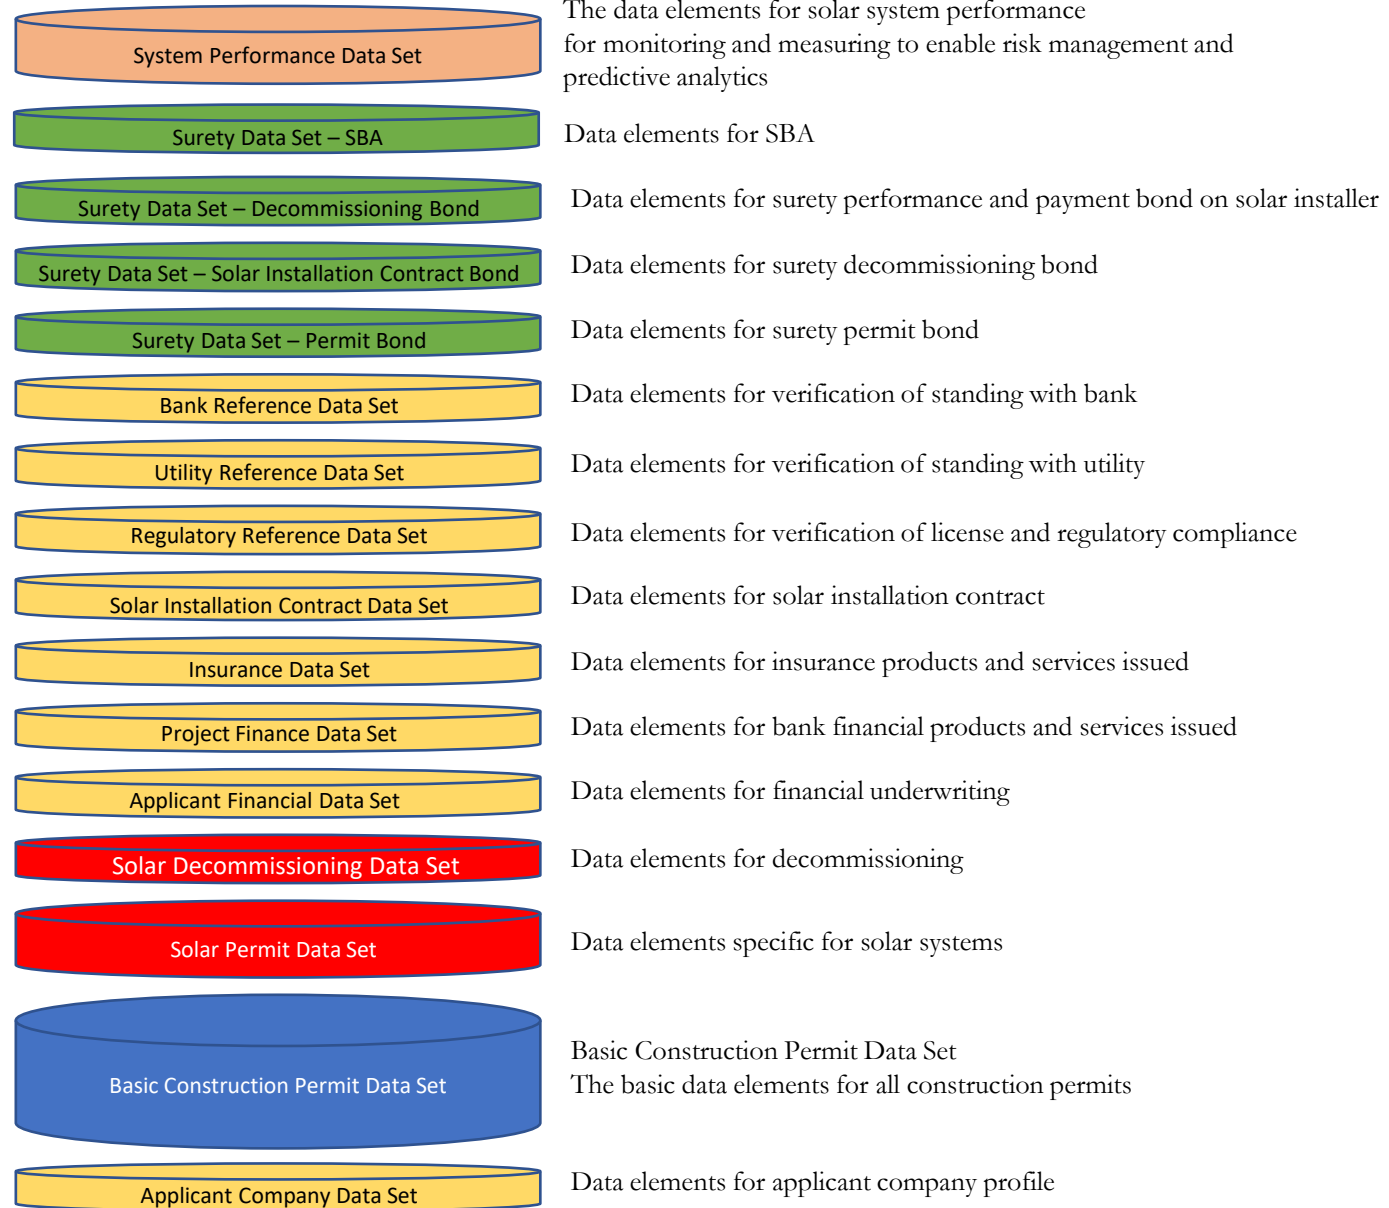 The data elements for solar system performance
for monitoring and measuring to enable risk management and
predictive analytics
System Performance Data Set
Surety Data Set – SBA
Data elements for SBA
Surety Data Set – Decommissioning Bond
Data elements for surety performance and payment bond on solar installer
Surety Data Set – Solar Installation Contract Bond
Data elements for surety decommissioning bond
Surety Data Set – Permit Bond
Data elements for surety permit bond
Bank Reference Data Set
Data elements for verification of standing with bank
Utility Reference Data Set
Data elements for verification of standing with utility
Regulatory Reference Data Set
Data elements for verification of license and regulatory compliance
Solar Installation Contract Data Set
Data elements for solar installation contract
Insurance Data Set
Data elements for insurance products and services issued
Project Finance Data Set
Data elements for bank financial products and services issued
Applicant Financial Data Set
Data elements for financial underwriting
Solar Decommissioning Data Set
Data elements for decommissioning
Solar Permit Data Set
Data elements specific for solar systems
Basic Construction Permit Data Set
Basic Construction Permit Data Set
The basic data elements for all construction permits
Applicant Company Data Set
Data elements for applicant company profile